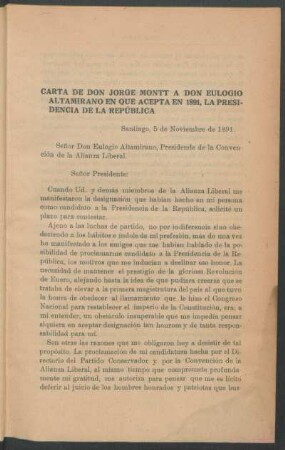 CARTA DE DON JORGE MONTT A DON EULOGIO
ALTAMIRANO EN QUE ACEPTA EN 1891, LA PRESI-
DENCIA DE LA REPÚBLICA
Santiago, 5 de Noviembre de 1891.
Señor Don Eulogio Altamirano, Presidente de la Conven-
ción de la Alianza Liberal.
Señor Presidente:
Cuando Ud. y demás miembros de la Alianza Liberal me
manifestaron la designación que habían hecho en mi persona
como candidato a la Presidencia de la República, solicité un
plazo para contestar.
Ajeno a las luchas de partido, no por indiferencia sino obe-
deciendo a los hábitos e índole de mi profesión, más de una vez
he manifestado a los amigos que me habían hablado de la po-
sibilidad de proclamarme candidato a la Presidencia de la Re-
pública, los motivos que me inducían a declinar ese honor. La
necesidad de mantener el prestigio de la gloriosa Revolución
de Enero, alejando hasta la idea de que pudiera creerse que se
trataba de elevar a la primera magistratura del país al que tuvo
la honra de obedecer al llamamiento que le hizo el Congreso
Nacional para restablecer el imperio de la Constitución, era, a
mi entender, un obstáculo insuperable que me impedía pensar
siquiera en aceptar designación tan honrosa y de tanta respon-
sabilidad para mí.
Son otras las razones que me obligaron hoy a desistir de tal
propósito. La proclamación de mi candidatura hecha por el Di-
rectorio del Partido Conservador y por la Convención de la
Alianza Liberal, al mismo tiempo que compromete profunda-
mente mi gratitud, me autoriza para pensar que me es lícito
deferir al juicio de los hombres honrados y patriotas que han